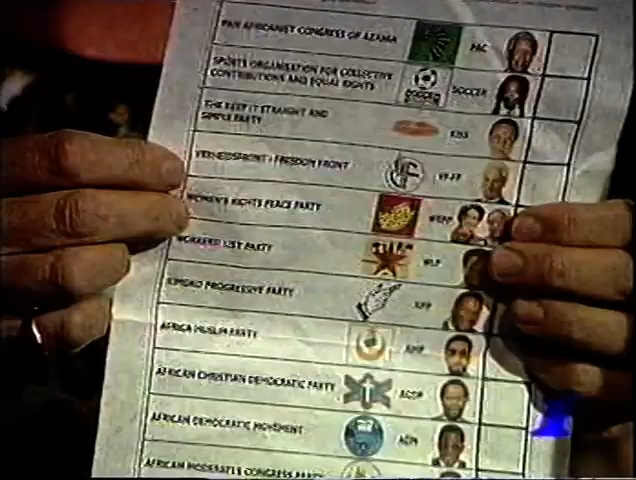 PAN AFRICANIST CONGRESS OF AZANIA PAC
SPORTS ORGANISATION FOR COLLECTIVE
CONTRIBUTIONS AND EQUAL RIGHTS SOCCER SOCCER
THE KEEP IT STRAIGHT AND
SIMPLE PARTY KISS
VRYHEIDSFRONT - FREEDOM FRONT VF-FF
WOMEN'S RIGHTS PEACE PARTY WRPP
WORKERS' LIST PARTY WLP
XIMOKO PROGRESSIVE PARTY XPP
AFRICA MUSLIM PARTY AMP
AFRICAN CHRISTIAN DEMOCRATIC PARTY ACDP
AFRICAN DEMOCRATIC MOVEMENT ADM
AFRICAN MODERATES CONGRESS PARTY